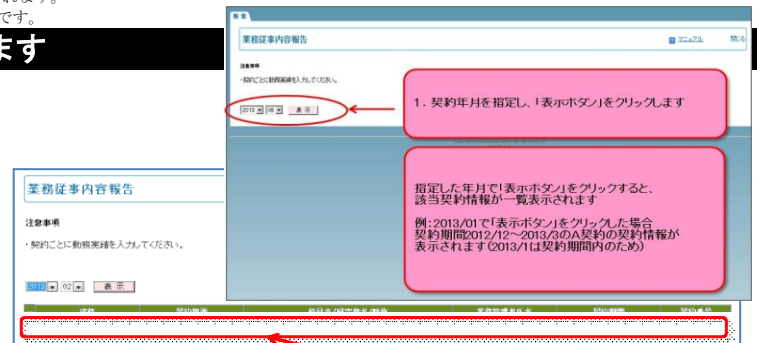 れます。
です。
ます
検索
業務従事内容報告
マニュアル
閉じる
注意事項
・契約ごとに勤務実績を入力してください。
2013 08 表示
1．契約年月を指定し、「表示ボタン」をクリックします
指定した年月で「表示ボタン」をクリックすると、
該当契約情報が一覧表示されます
例：2013/01で「表示ボタン」をクリックした場合
契約期間2012/12～2013/3のA契約の契約情報が
表示されます（2013/1は契約期間内のため）
業務従事内容報告
注意事項
・契約ごとに勤務実績を入力してください。
02 表示
契約期間 契約番号